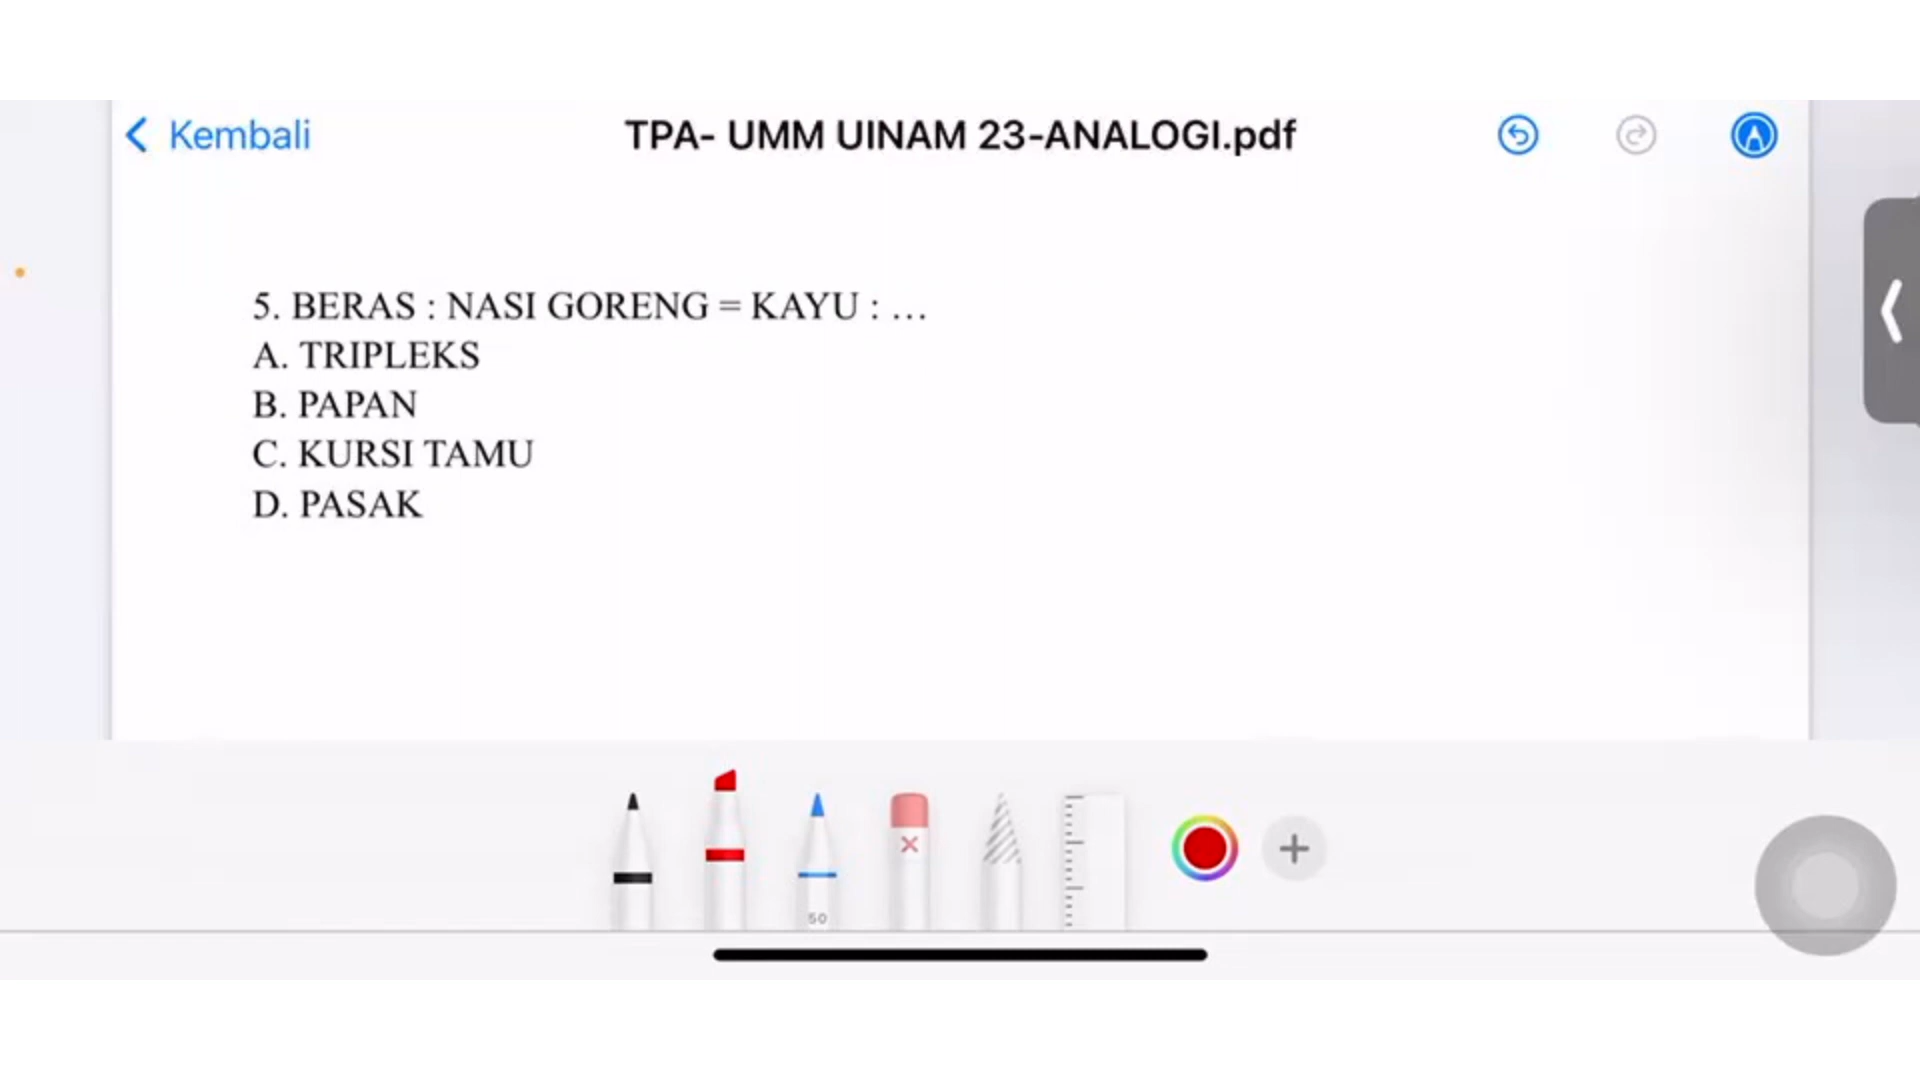 Kembali
TPA- UMM UINAM 23-ANALOGI.pdf
5. BERAS : NASI GORENG = KAYU : ...
A. TRIPLEKS
B. PAPAN
C. KURSI TAMU
D. PASAK
50